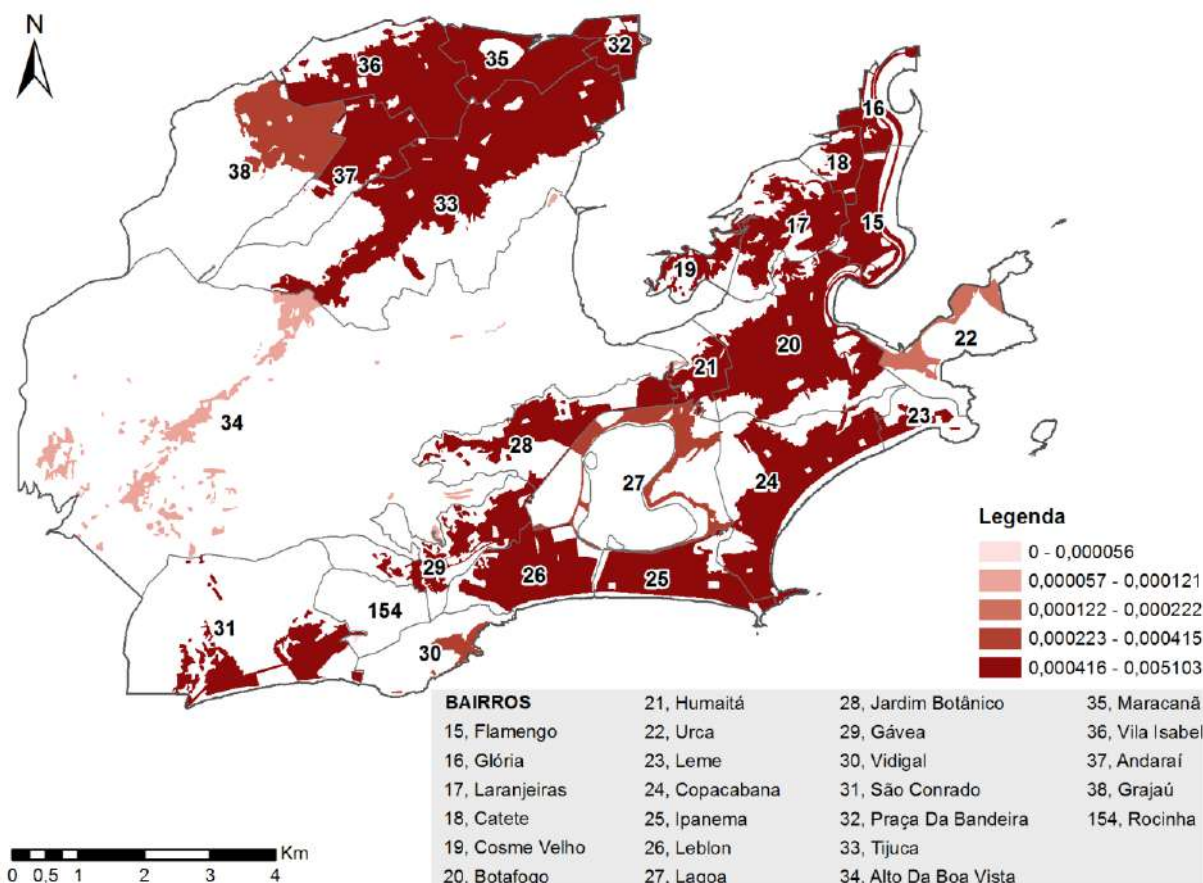 N
32
35
36
16
38
18
37
33
17
15
19
22
20
21
34
23
28
24
27
29
26
25
154
31
30
Legenda
0 - 0,000056
0,000057 - 0,000121
0,000122 - 0,000222
0,000223 - 0,000415
0,000416 - 0,005103
BAIRROS
15, Flamengo
16, Glória
17, Laranjeiras
18, Catete
19, Cosme Velho
20, Botafogo
21, Humaitá
22, Urca
23, Leme
24, Copacabana
25, Ipanema
26, Leblon
27, Lagoa
28, Jardim Botânico
29, Gávea
30, Vidigal
31, São Conrado
32, Praça Da Bandeira
33, Tijuca
34, Alto Da Boa Vista
35, Maracanã
36, Vila Isabel
37, Andaraí
38, Grajaú
154, Rocinha
Km
0 0,5 1 2 3 4